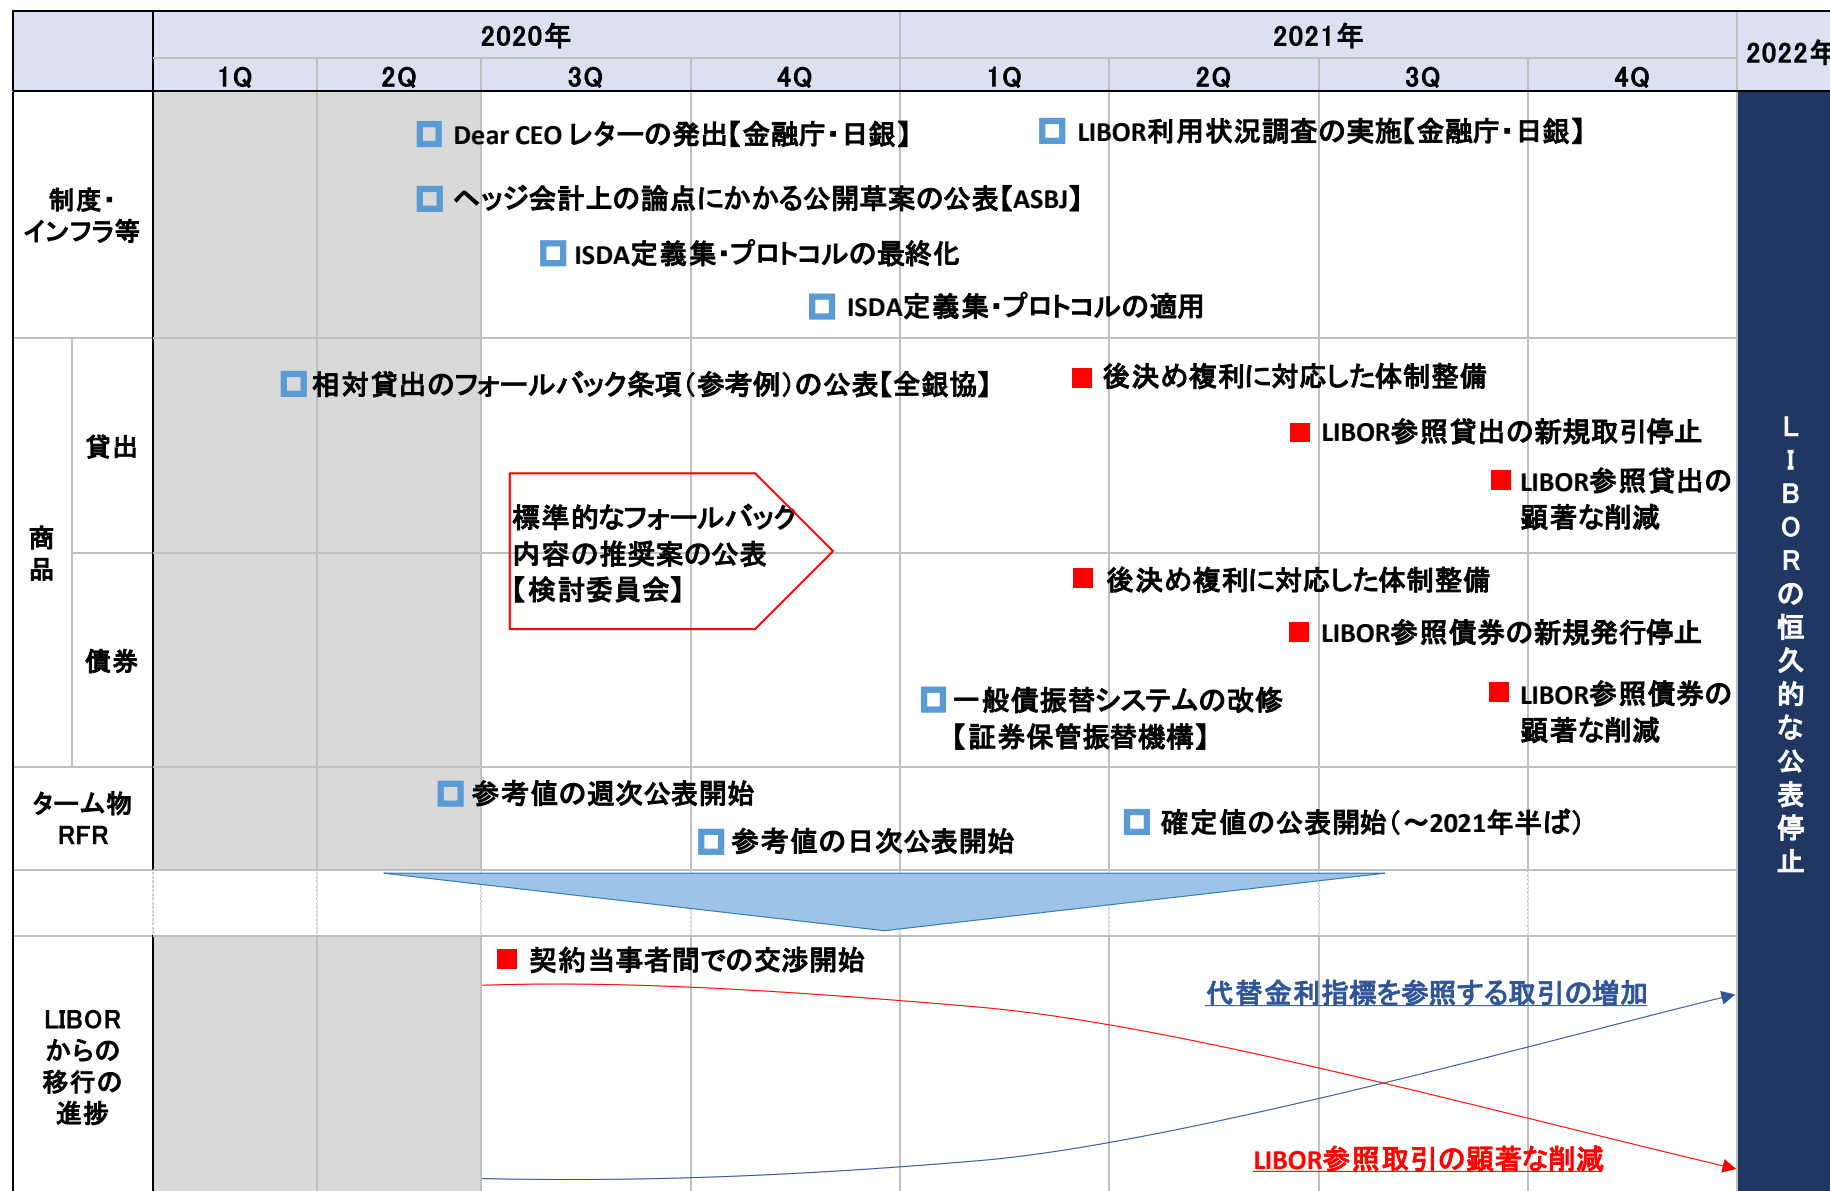 2020年
2021年
2022年
1Q
2Q
3Q
4Q
1Q
2Q
3Q
4Q
制度・
インフラ等
Dear CEO レターの発出【金融庁・日銀】
LIBOR利用状況調査の実施【金融庁・日銀】
ヘッジ会計上の論点にかかる公開草案の公表【ASBJ】
ISDA定義集・プロトコルの最終化
ISDA定義集・プロトコルの適用
商
品
貸出
相対貸出のフォールバック条項（参考例）の公表【全銀協】
後決め複利に対応した体制整備
LIBOR参照貸出の新規取引停止
LIBOR参照貸出の
顕著な削減
標準的なフォールバック
内容の推奨案の公表
【検討委員会】
債券
後決め複利に対応した体制整備
LIBOR参照債券の新規発行停止
LIBOR参照債券の
顕著な削減
一般債振替システムの改修
【証券保管振替機構】
ターム物
RFR
参考値の週次公表開始
参考値の日次公表開始
確定値の公表開始（～2021年半ば）
LIBOR
からの
移行の
進捗
契約当事者間での交渉開始
代替金利指標を参照する取引の増加
LIBOR参照取引の顕著な削減
LIBORの恒久的な公表停止